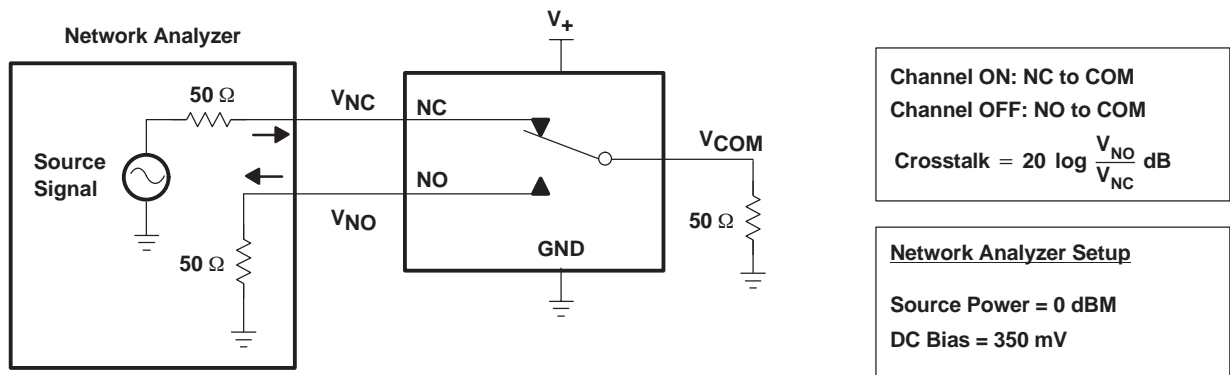 Network Analyzer
V+
50 Ω
VNC
NC
Source
Signal
VCOM
NO
VNO
50 Ω
50 Ω
GND
Channel ON: NC to COM
Channel OFF: NO to COM
Crosstalk = 20 log VNO/VNC dB
Network Analyzer Setup
Source Power = 0 dBM
DC Bias = 350 mV